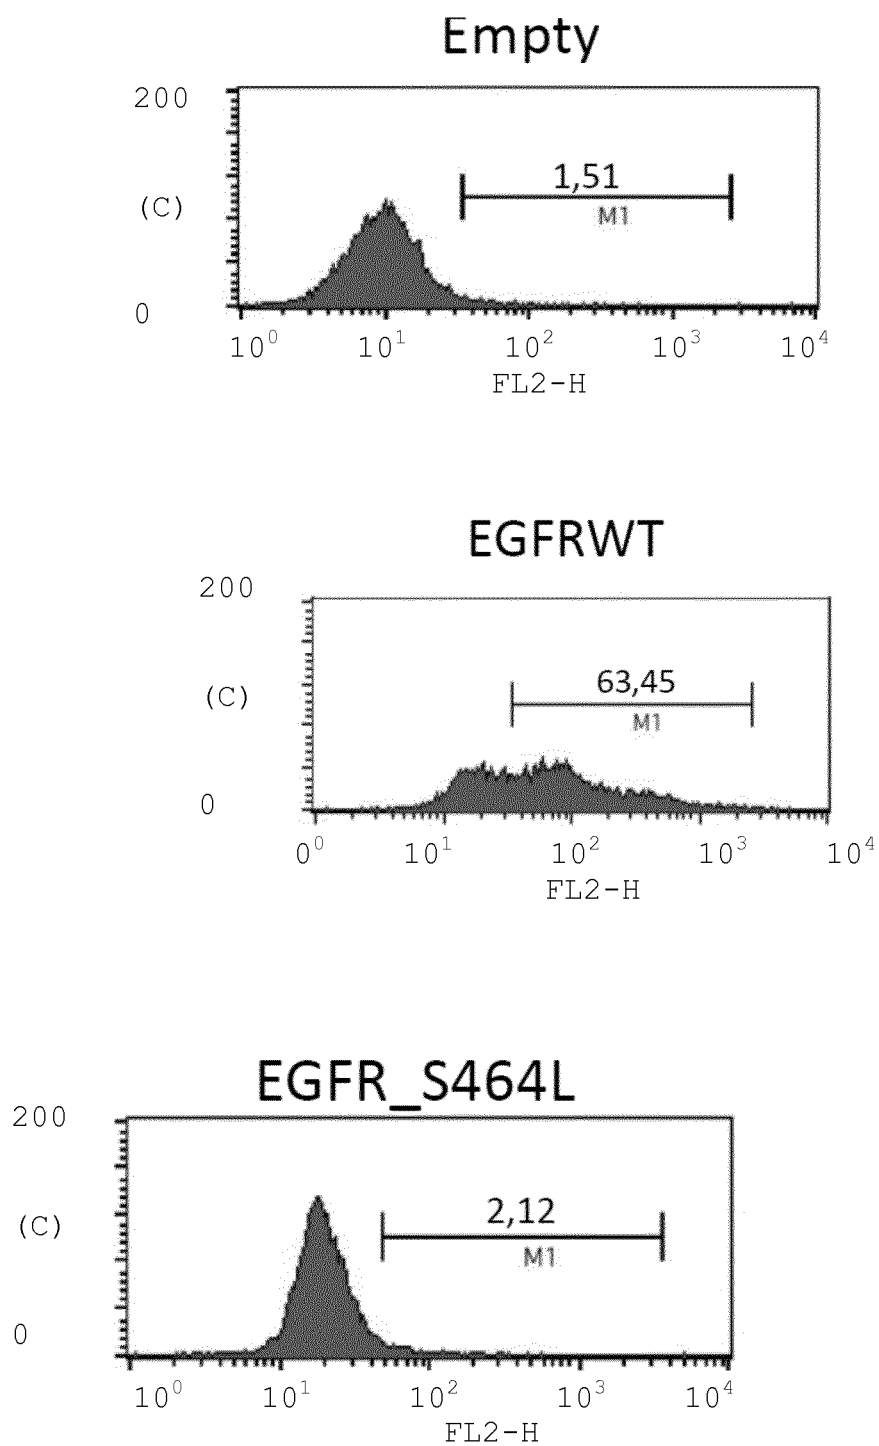 Empty
200
1,51
(C)
M1
0
10⁰ 10¹ 10² 10³ 10⁴
FL2-H
EGFRWT
200
63,45
(C)
M1
0
0⁰ 10¹ 10² 10³ 10⁴
FL2-H
EGFR_S464L
200
2,12
(C)
M1
0
10⁰ 10¹ 10² 10³ 10⁴
FL2-H